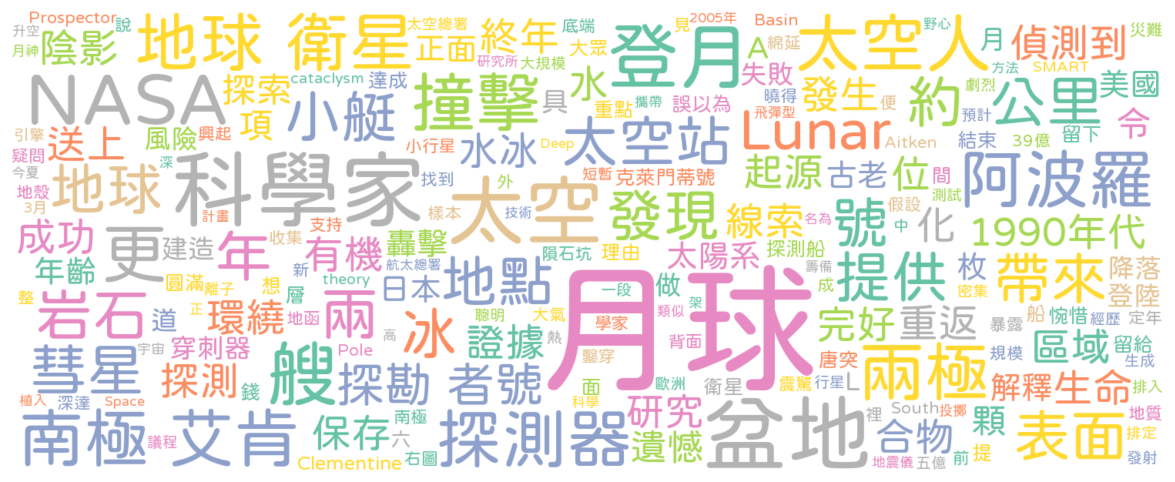 Prospector 說 地球 衛星 太空總署 終年 底端 登月 見 2005年 Basin 太空人 野心 月 偵測到 災難
升空 月神 陰影 正面 研究所 大眾 大規模 A 綿延 方法 SMART
NASA 探索 cataclysm 達成 撞擊 具 水 重點 攜帶 失敗 誤以為 曉得 飛彈型 發生 便 約 劇烈 公里 美國
引擎 送上 風險 興起 項 小艇 小行星 水冰 Deep 太空站 Lunar Aitken 預計 結束 39億 留下 令
疑問 今夏 地殼 3月 地球 深 科學家 找到 外 太空 短暫 克萊門蒂號 起源 古老 位 間 測試 阿波羅
計畫 支持 樣本 技術 發現 線索 名為 假設 中 號 化 1990年代
成功 更 建造 年 收集 有機 轟擊 航太總署 隕石坑 理由 太陽系 探測船 籌備
年齡 圓滿 離子 想 新 層 theory 日本 地點 一段 做 架 成 提供 枚 密集 帶來 降落 登陸
整 岩石 道 正 環繞 地函 兩 聰明 大氣 學家 類似 月球 完好 重返 暴露 船 惋惜 經歷 定年
彗星 宇宙 穿刺器 Pole 高 冰 證據 熱 背面 唐突 規模 區域 留給 生成
植入 深達 Space 探測 錢 艘 探勘 者號 面 科學 鑿穿 歐洲 衛星 震驚 行星 L 兩極 解釋 生命 排入
南極 艾肯 議程 保存 南極 六 探測器 研究 盆地 裡 South 投擲 合物 顆 表面 地質 排定
Clementine 右圖 遺憾 地震儀 五億 前 提 發射